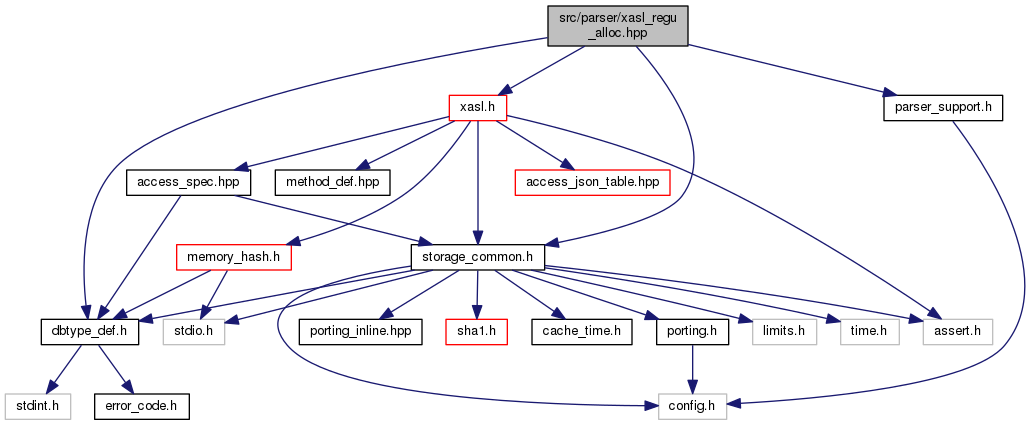 src/parser/xasl_regu
_alloc.hpp
xasl.h
parser_support.h
access_spec.hpp
method_def.hpp
access_json_table.hpp
memory_hash.h
storage_common.h
dbtype_def.h
stdio.h
porting_inline.hpp
sha1.h
cache_time.h
porting.h
limits.h
time.h
assert.h
stdint.h
error_code.h
config.h